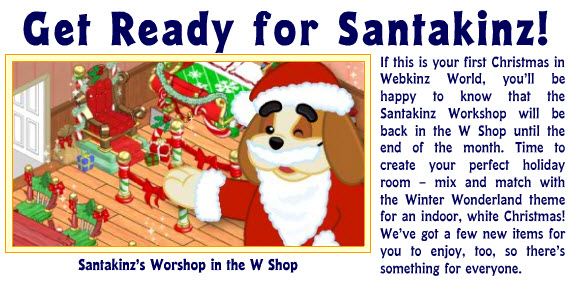 Get Ready for Santakinz!
If this is your first Christmas in
Webkinz World, you'll be
happy to know that the
Santakinz Workshop will be
back in the W Shop until the
end of the month. Time to
create your perfect holiday
room – mix and match with
the Winter Wonderland theme
for an indoor, white Christmas!
We've got a few new items for
you to enjoy, too, so there's
something for everyone.
Santakinz's Worshop in the W Shop